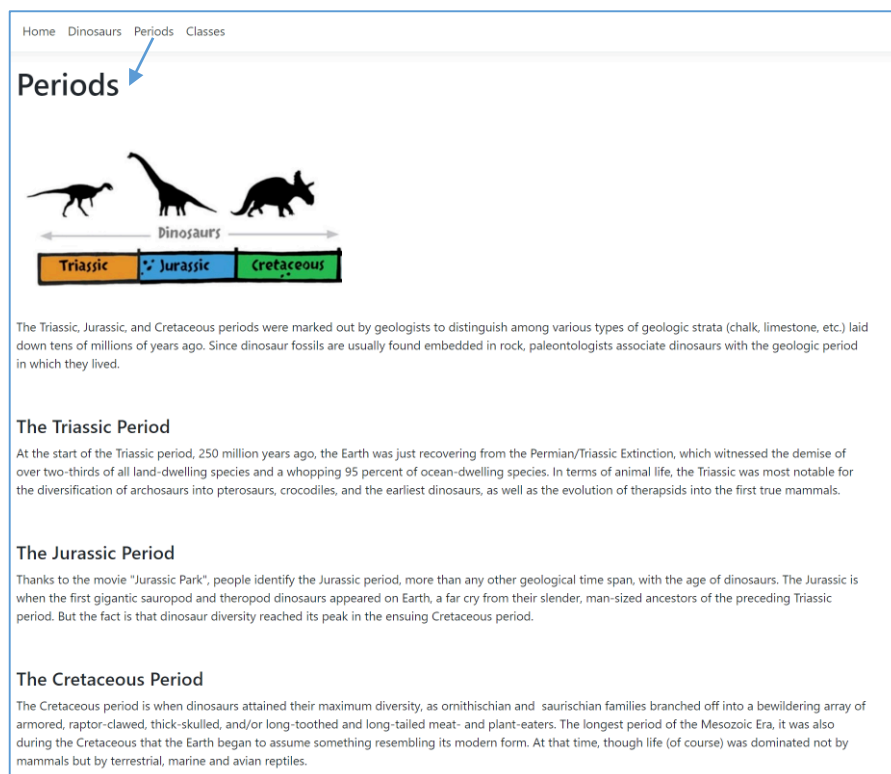 Home Dinosaurs Periods Classes
Periods
Dinosaurs
Triassic Jurassic Cretaceous
The Triassic, Jurassic, and Cretaceous periods were marked out by geologists to distinguish among various types of geologic strata (chalk, limestone, etc.) laid
down tens of millions of years ago. Since dinosaur fossils are usually found embedded in rock, paleontologists associate dinosaurs with the geologic period
in which they lived.
The Triassic Period
At the start of the Triassic period, 250 million years ago, the Earth was just recovering from the Permian/Triassic Extinction, which witnessed the demise of
over two-thirds of all land-dwelling species and a whopping 95 percent of ocean-dwelling species. In terms of animal life, the Triassic was most notable for
the diversification of archosaurs into pterosaurs, crocodiles, and the earliest dinosaurs, as well as the evolution of therapsids into the first true mammals.
The Jurassic Period
Thanks to the movie "Jurassic Park", people identify the Jurassic period, more than any other geological time span, with the age of dinosaurs. The Jurassic is
when the first gigantic sauropod and theropod dinosaurs appeared on Earth, a far cry from their slender, man-sized ancestors of the preceding Triassic
period. But the fact is that dinosaur diversity reached its peak in the ensuing Cretaceous period.
The Cretaceous Period
The Cretaceous period is when dinosaurs attained their maximum diversity, as ornithischian and  saurischian families branched off into a bewildering array of
armored, raptor-clawed, thick-skulled, and/or long-toothed and long-tailed meat- and plant-eaters. The longest period of the Mesozoic Era, it was also
during the Cretaceous that the Earth began to assume something resembling its modern form. At that time, though life (of course) was dominated not by
mammals but by terrestrial, marine and avian reptiles.